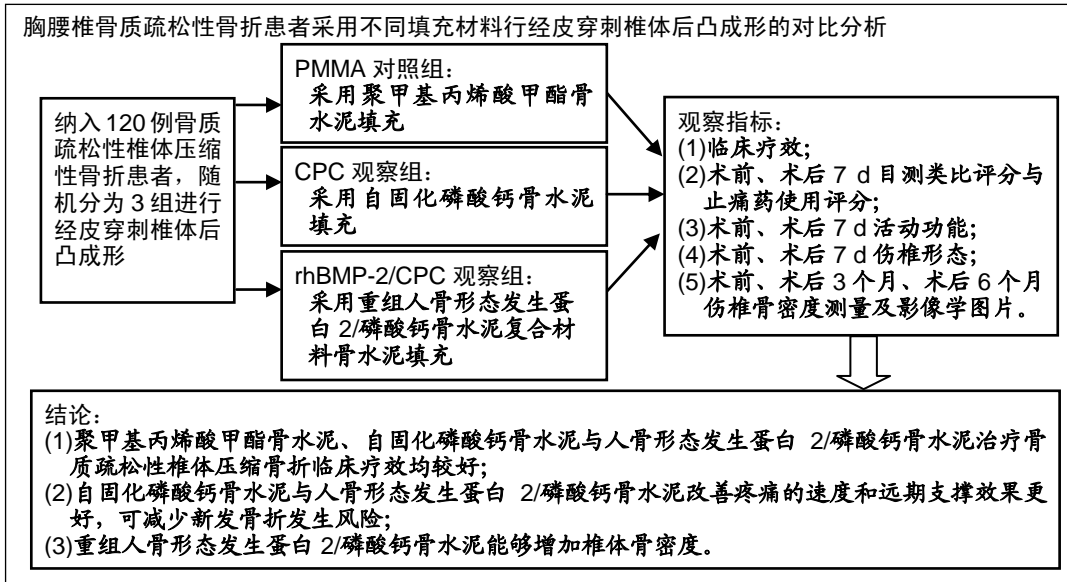 胸腰椎骨质疏松性骨折患者采用不同填充材料行经皮穿刺椎体后凸成形的对比分析
纳入 120 例骨质
疏松性椎体压缩
性骨折患者，随
机分为 3 组进行
经皮穿刺椎体后
凸成形
PMMA 对照组：
采用聚甲基丙烯酸甲酯骨
水泥填充
CPC 观察组：
采用自固化磷酸钙骨水泥
填充
rhBMP-2/CPC 观察组：
采用重组人骨形态发生蛋
白 2/磷酸钙骨水泥复合材
料骨水泥填充
观察指标：
(1)临床疗效；
(2)术前、术后 7 d 目测类比评分与
止痛药使用评分；
(3)术前、术后 7 d 活动功能；
(4)术前、术后 7 d 伤椎形态；
(5)术前、术后 3 个月、术后 6 个月
伤椎骨密度测量及影像学图片。
结论：
(1)聚甲基丙烯酸甲酯骨水泥、自固化磷酸钙骨水泥与人骨形态发生蛋白 2/磷酸钙骨水泥治疗骨
质疏松性椎体压缩骨折临床疗效均较好；
(2)自固化磷酸钙骨水泥与人骨形态发生蛋白 2/磷酸钙骨水泥改善疼痛的速度和远期支撑效果更
好，可减少新发骨折发生风险；
(3)重组人骨形态发生蛋白 2/磷酸钙骨水泥能够增加椎体骨密度。